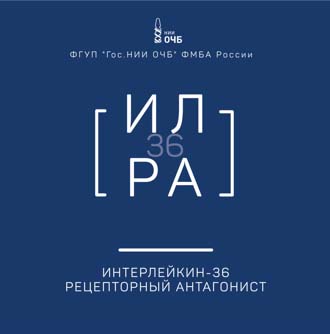 НИИ
ОЧБ
ФГУП "Гос.НИИ ОЧБ" ФМБА России
ИЛ
36
РА
ИНТЕРЛЕЙКИН-36
РЕЦЕПТОРНЫЙ АНТАГОНИСТ